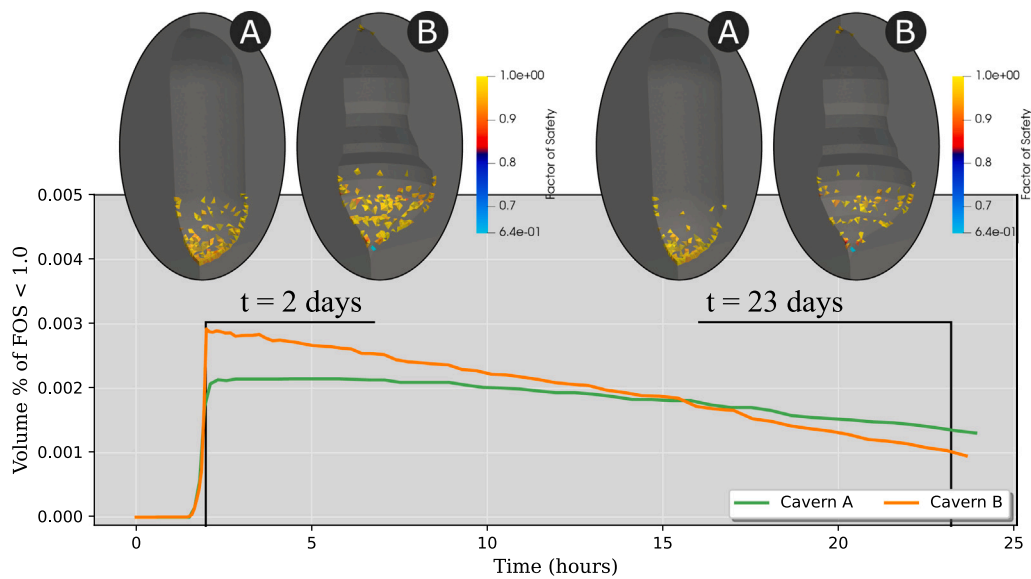 A
B
A
B
1.0e+00
0.9
0.8
0.7
6.4e-01
Factor of Safety
1.0e+00
0.9
0.8
0.7
6.4e-01
Factor of Safety
0.005
0.004
0.003
0.002
0.001
0.000
Volume % of FOS < 1.0
t = 2 days
t = 23 days
Cavern A
Cavern B
0
5
10
15
20
25
Time (hours)